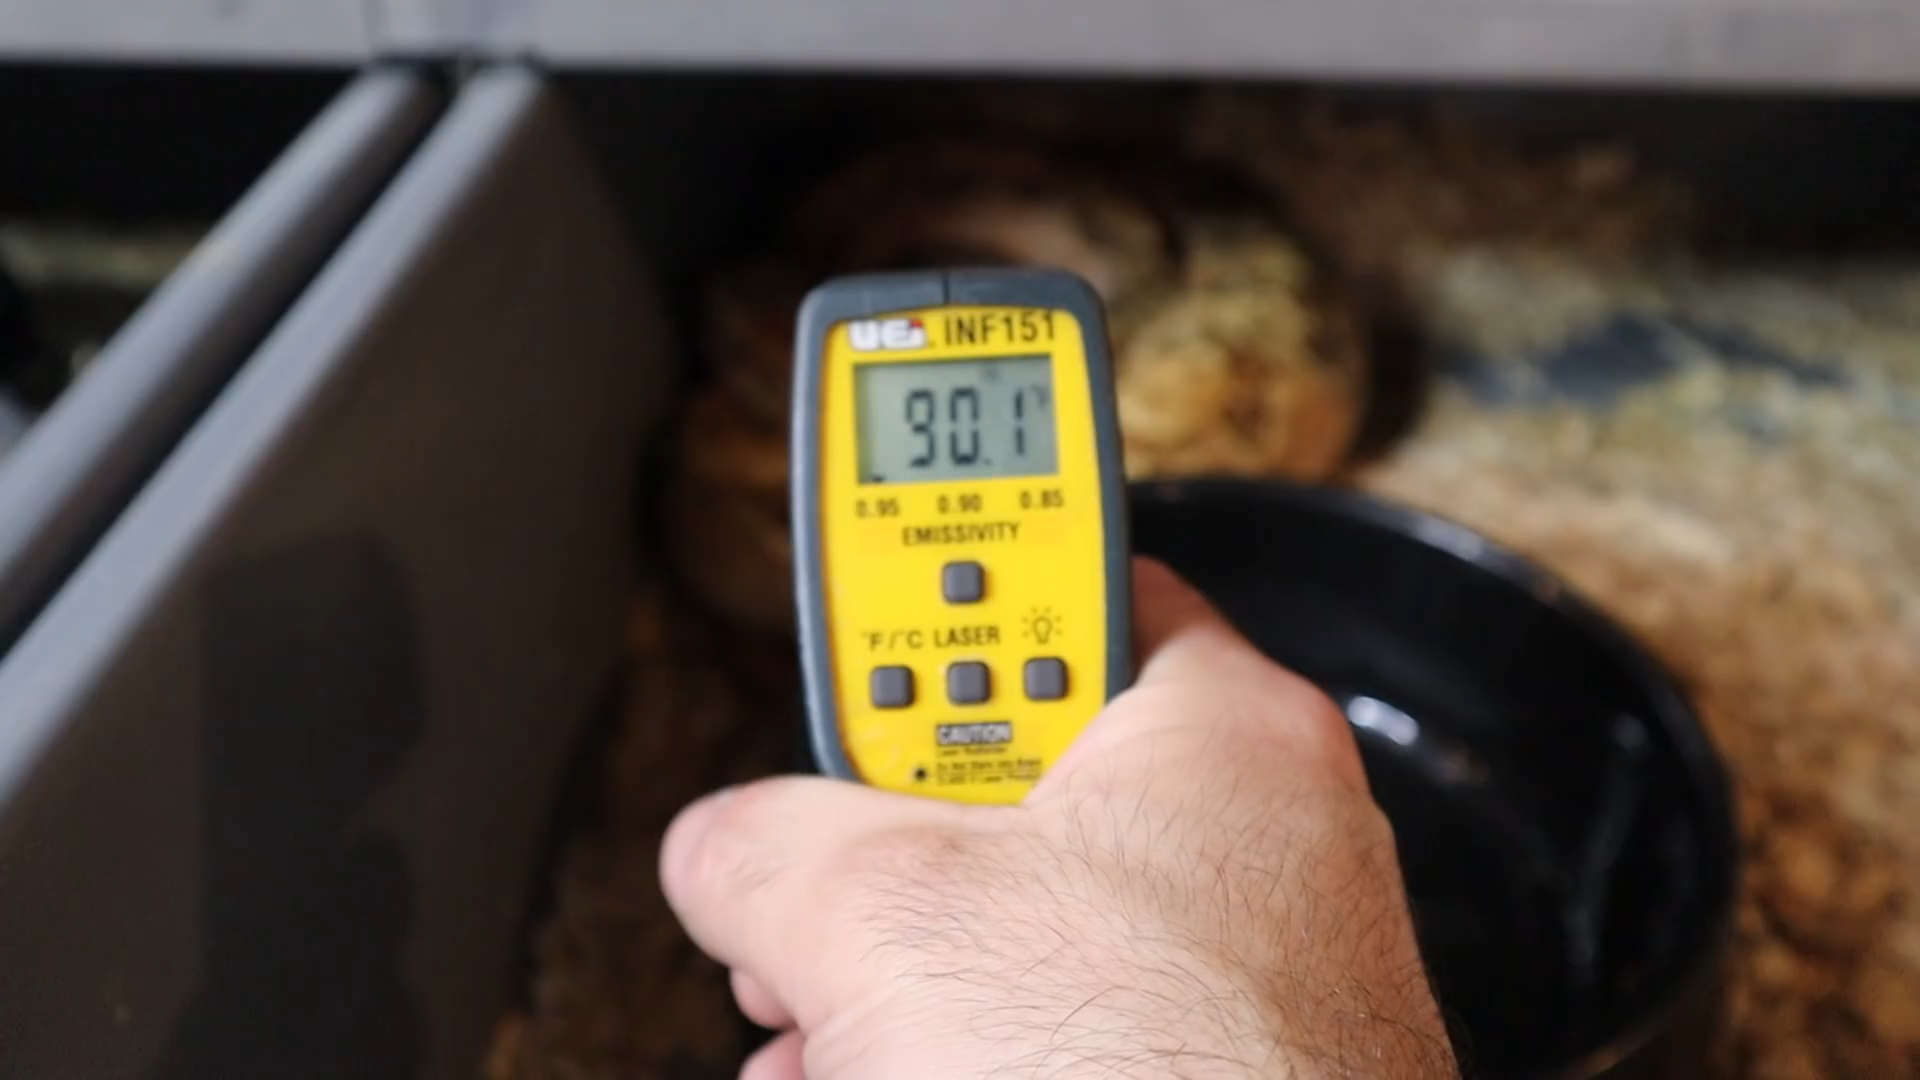 UEi INF151
90.1°F
0.95 0.90 0.85
EMISSIVITY
°F/°C LASER
CAUTION